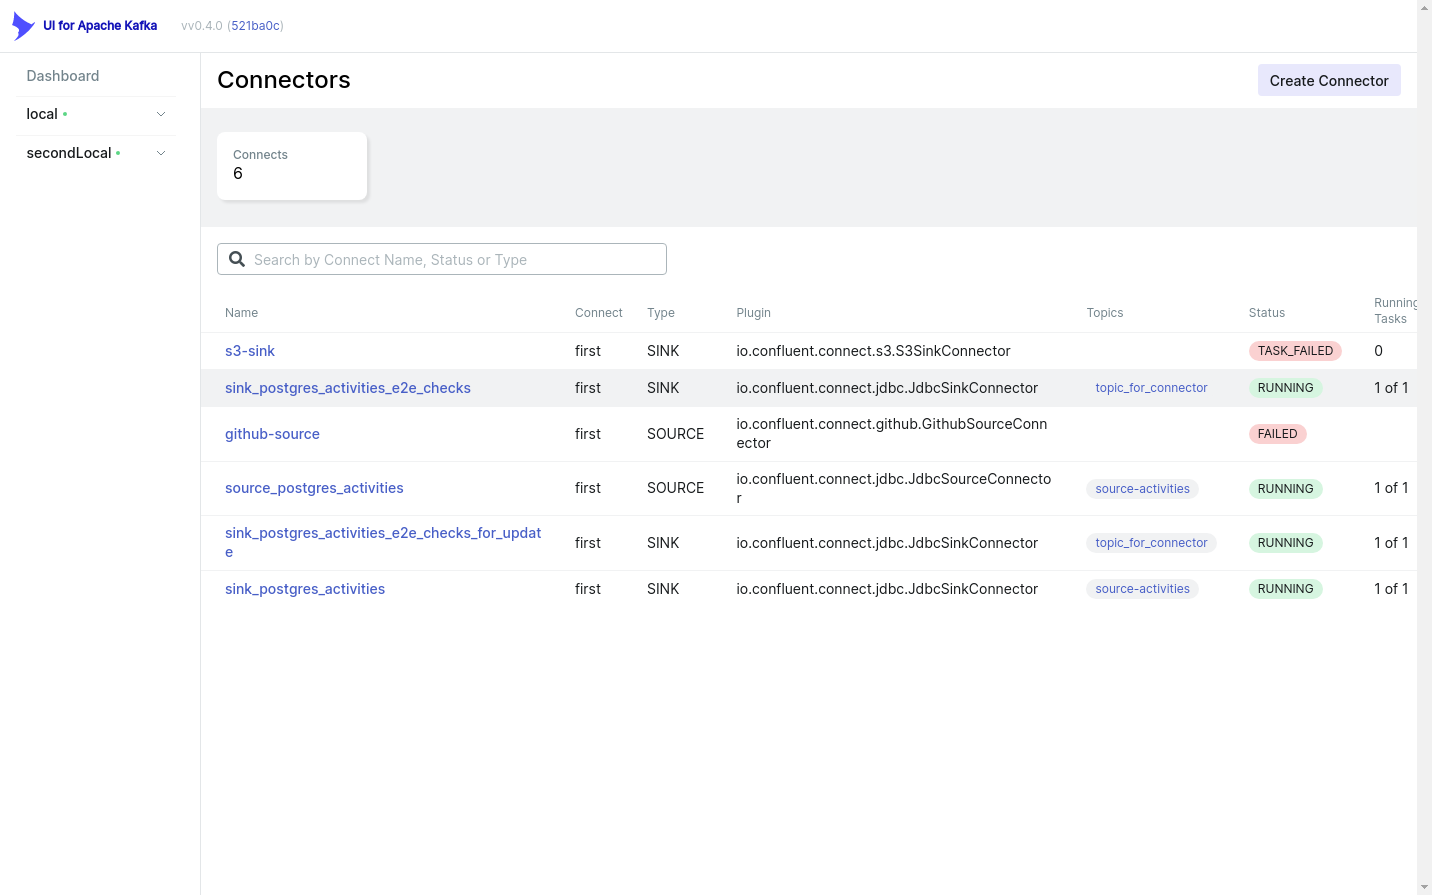 UI for Apache Kafka vv0.4.0 (521ba0c)
Dashboard
local
secondLocal
Connectors
Create Connector
Connects
6
Search by Connect Name, Status or Type
Name Connect Type Plugin Topics Status Running
Tasks
s3-sink first SINK io.confluent.connect.s3.S3SinkConnector TASK_FAILED 0
sink_postgres_activities_e2e_checks first SINK io.confluent.connect.jdbc.JdbcSinkConnector topic_for_connector RUNNING 1 of 1
github-source first SOURCE io.confluent.connect.github.GithubSourceConn
ector FAILED
source_postgres_activities first SOURCE io.confluent.connect.jdbc.JdbcSourceConnecto
r source-activities RUNNING 1 of 1
sink_postgres_activities_e2e_checks_for_updat
e first SINK io.confluent.connect.jdbc.JdbcSinkConnector topic_for_connector RUNNING 1 of 1
sink_postgres_activities first SINK io.confluent.connect.jdbc.JdbcSinkConnector source-activities RUNNING 1 of 1